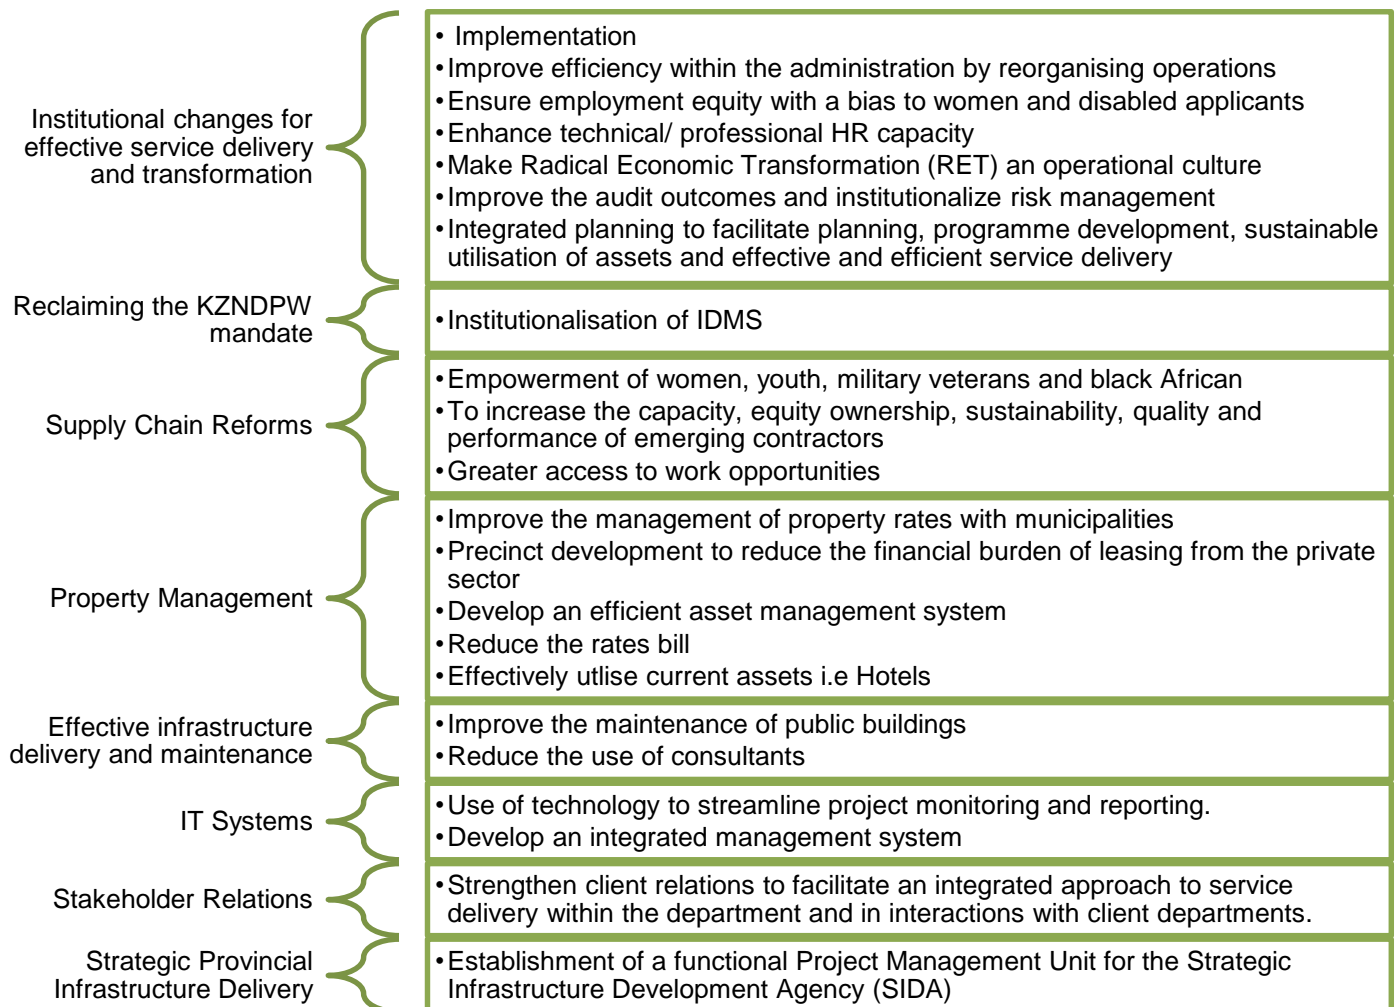 Institutional changes for
effective service delivery
and transformation
• Implementation
•Improve efficiency within the administration by reorganising operations
•Ensure employment equity with a bias to women and disabled applicants
•Enhance technical/ professional HR capacity
•Make Radical Economic Transformation (RET) an operational culture
•Improve the audit outcomes and institutionalize risk management
•Integrated planning to facilitate planning, programme development, sustainable
utilisation of assets and effective and efficient service delivery
Reclaiming the KZNDPW
mandate
•Institutionalisation of IDMS
Supply Chain Reforms
•Empowerment of women, youth, military veterans and black African
•To increase the capacity, equity ownership, sustainability, quality and
performance of emerging contractors
•Greater access to work opportunities
Property Management
•Improve the management of property rates with municipalities
•Precinct development to reduce the financial burden of leasing from the private
sector
•Develop an efficient asset management system
•Reduce the rates bill
•Effectively utlise current assets i.e Hotels
Effective infrastructure
delivery and maintenance
•Improve the maintenance of public buildings
•Reduce the use of consultants
IT Systems
•Use of technology to streamline project monitoring and reporting.
•Develop an integrated management system
Stakeholder Relations
•Strengthen client relations to facilitate an integrated approach to service
delivery within the department and in interactions with client departments.
Strategic Provincial
Infrastructure Delivery
•Establishment of a functional Project Management Unit for the Strategic
Infrastructure Development Agency (SIDA)